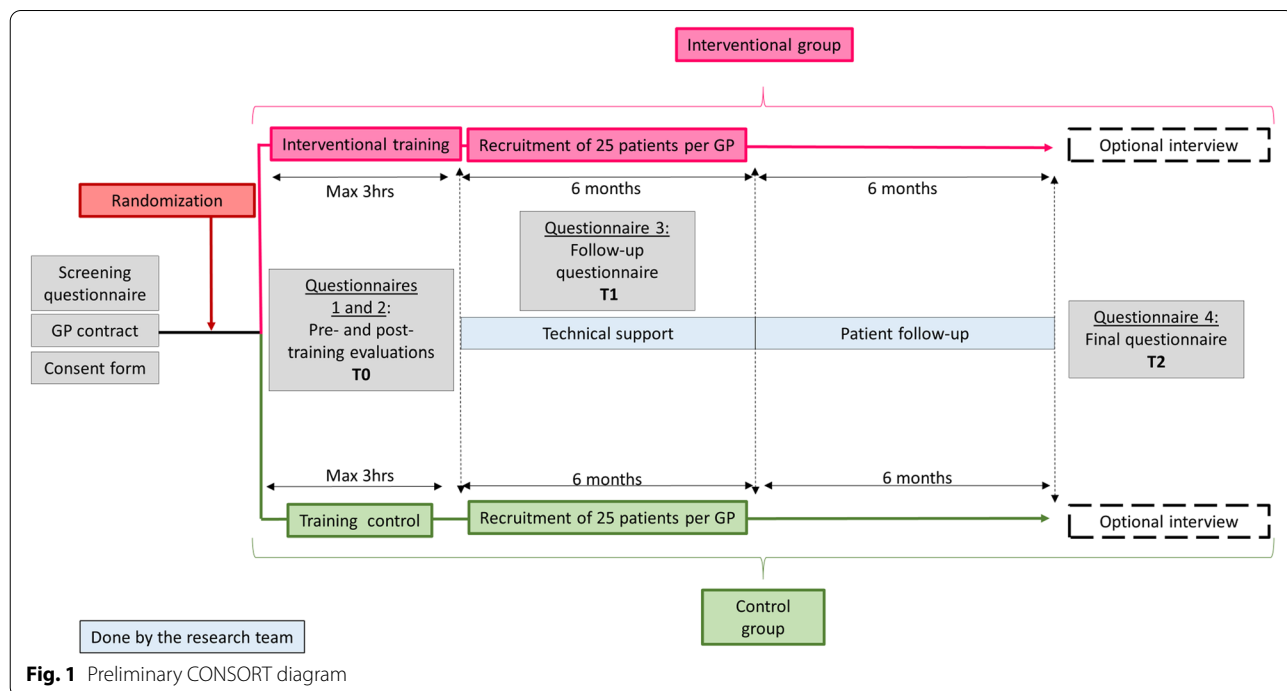 Interventional group
Interventional training
Recruitment of 25 patients per GP
Optional interview
Max 3hrs
6 months
6 months
Randomization
Screening
questionnaire
GP contract
Consent form
Questionnaires
1 and 2:
Pre- and post-
training evaluations
T0
Questionnaire 3:
Follow-up
questionnaire
T1
Technical support
Patient follow-up
Questionnaire 4:
Final questionnaire
T2
Max 3hrs
6 months
6 months
Training control
Recruitment of 25 patients per GP
Optional interview
Control
group
Done by the research team
Fig. 1 Preliminary CONSORT diagram